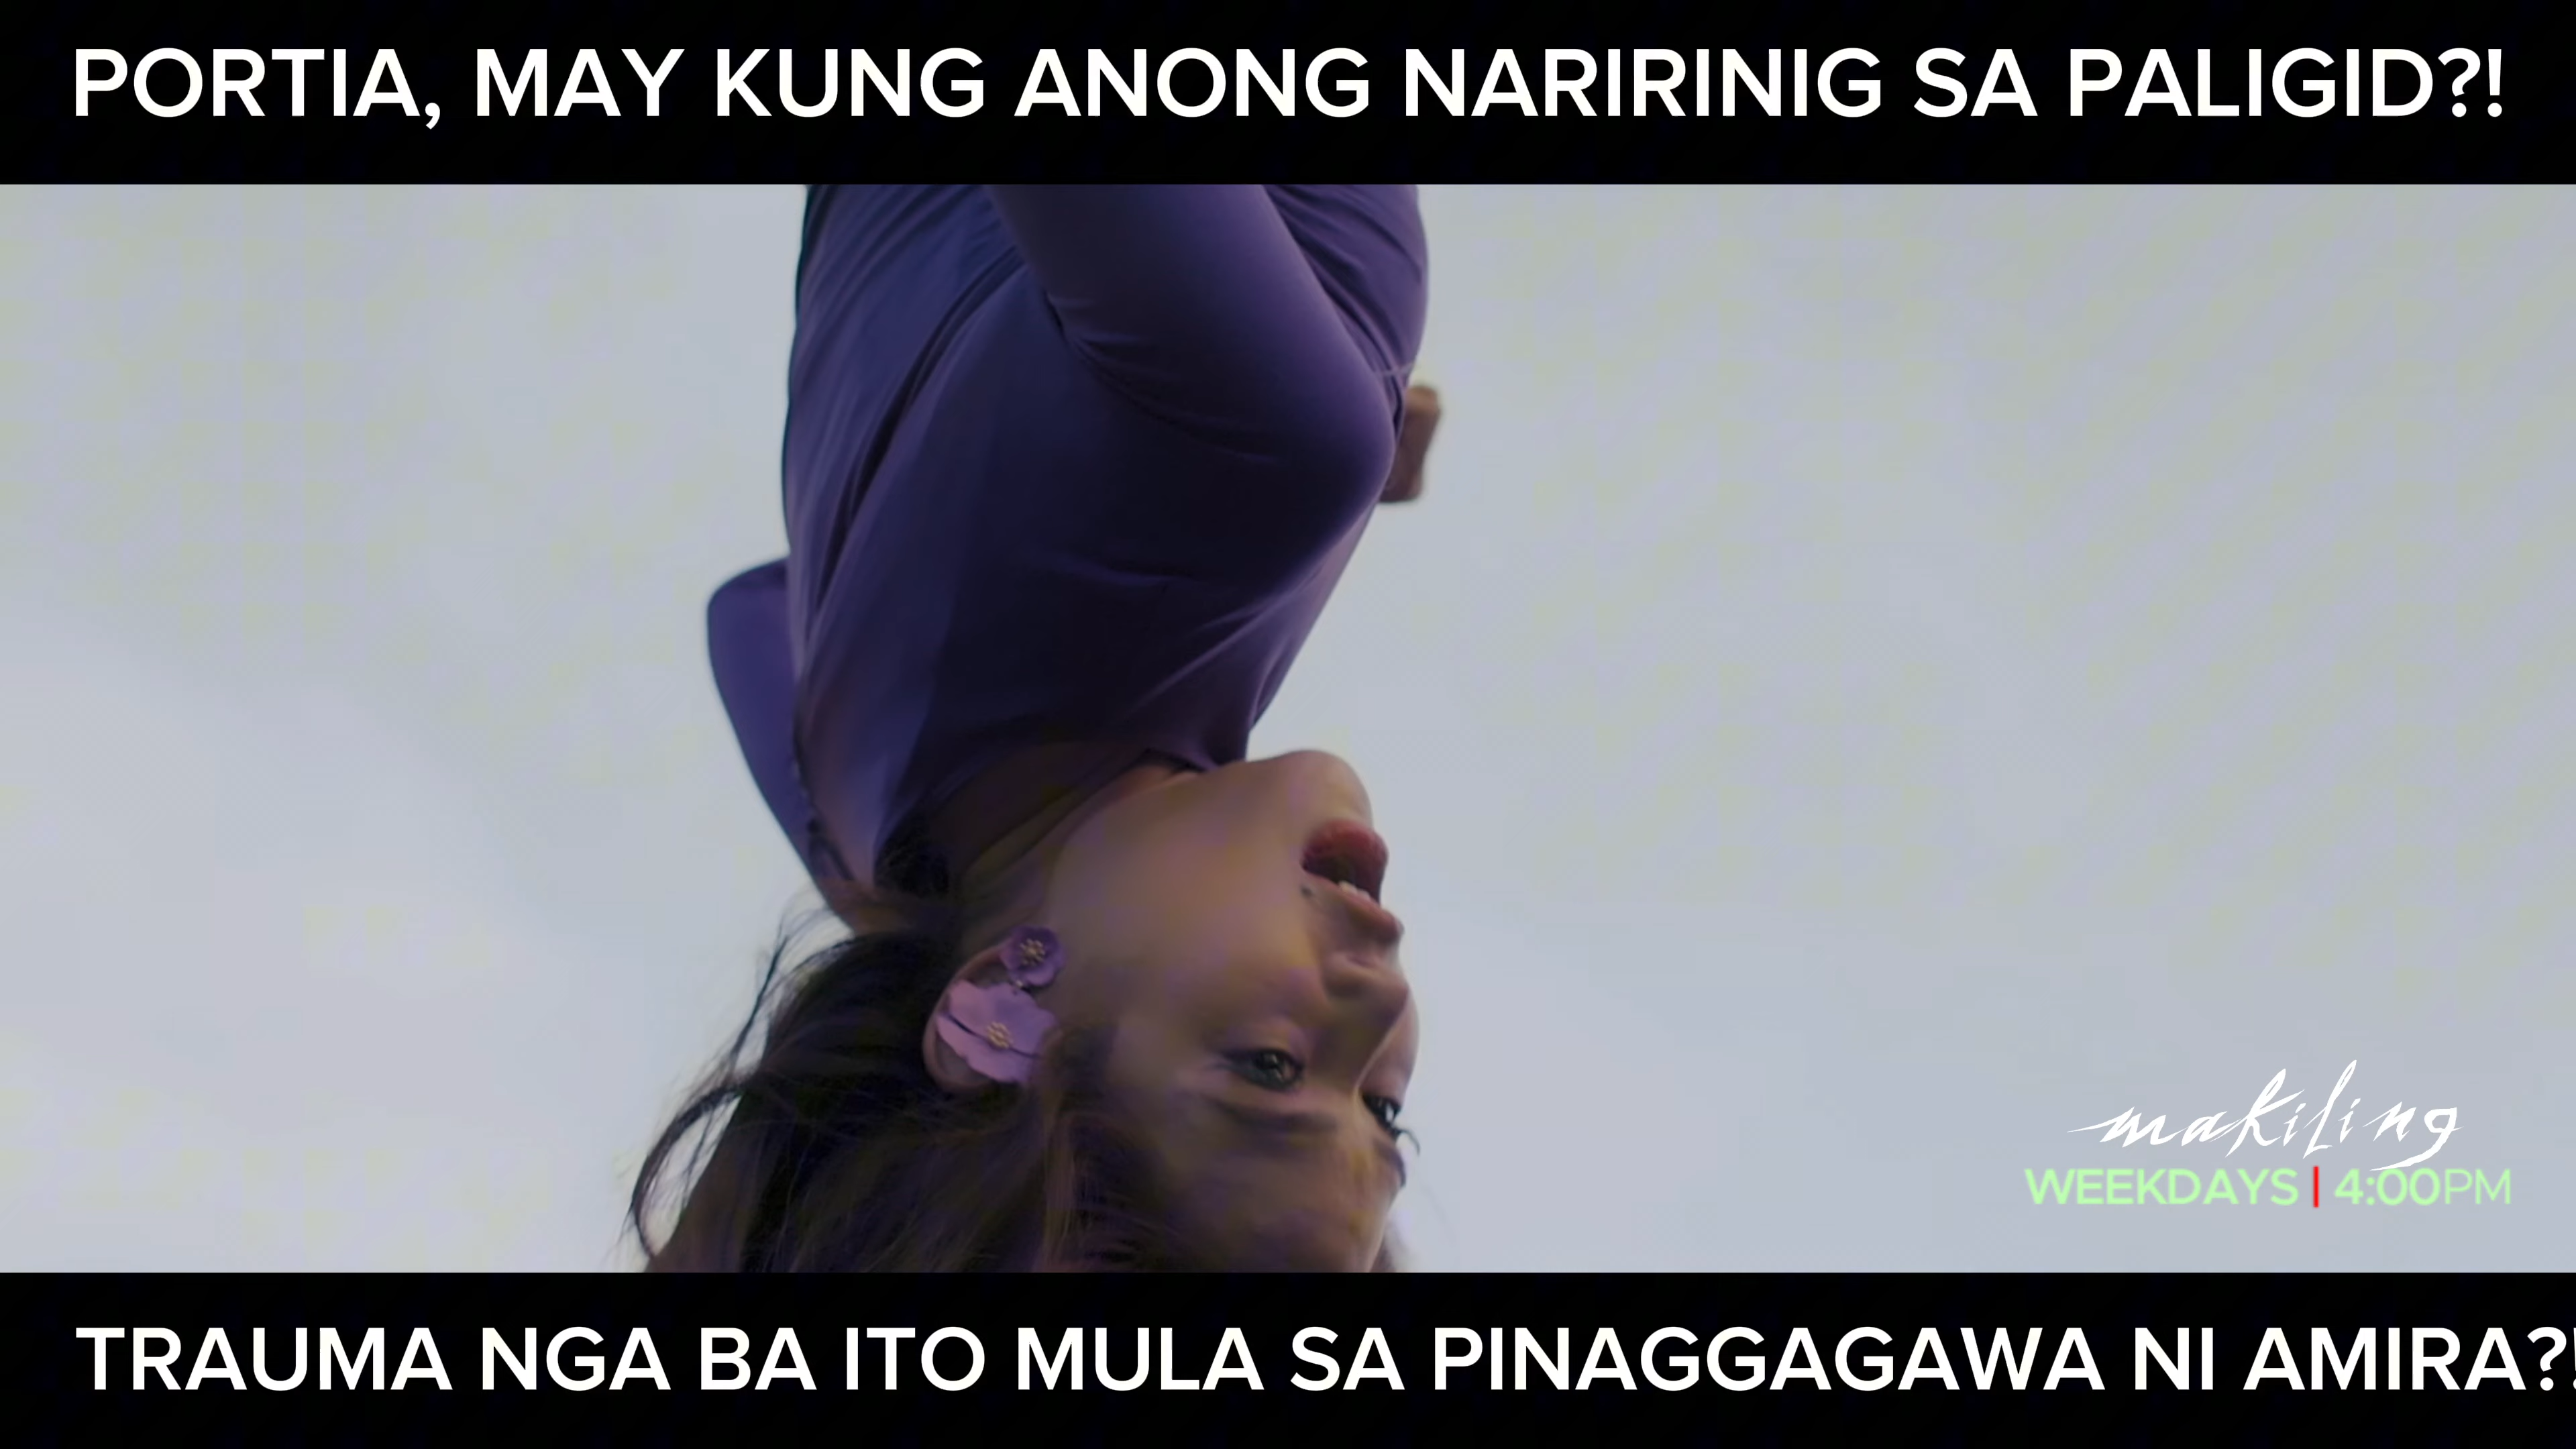 PORTIA, MAY KUNG ANONG NARIRINIG SA PALIGID?!
makiling
WEEKDAYS | 4:00PM
TRAUMA NGA BA ITO MULA SA PINAGGAGAWA NI AMIRA?!